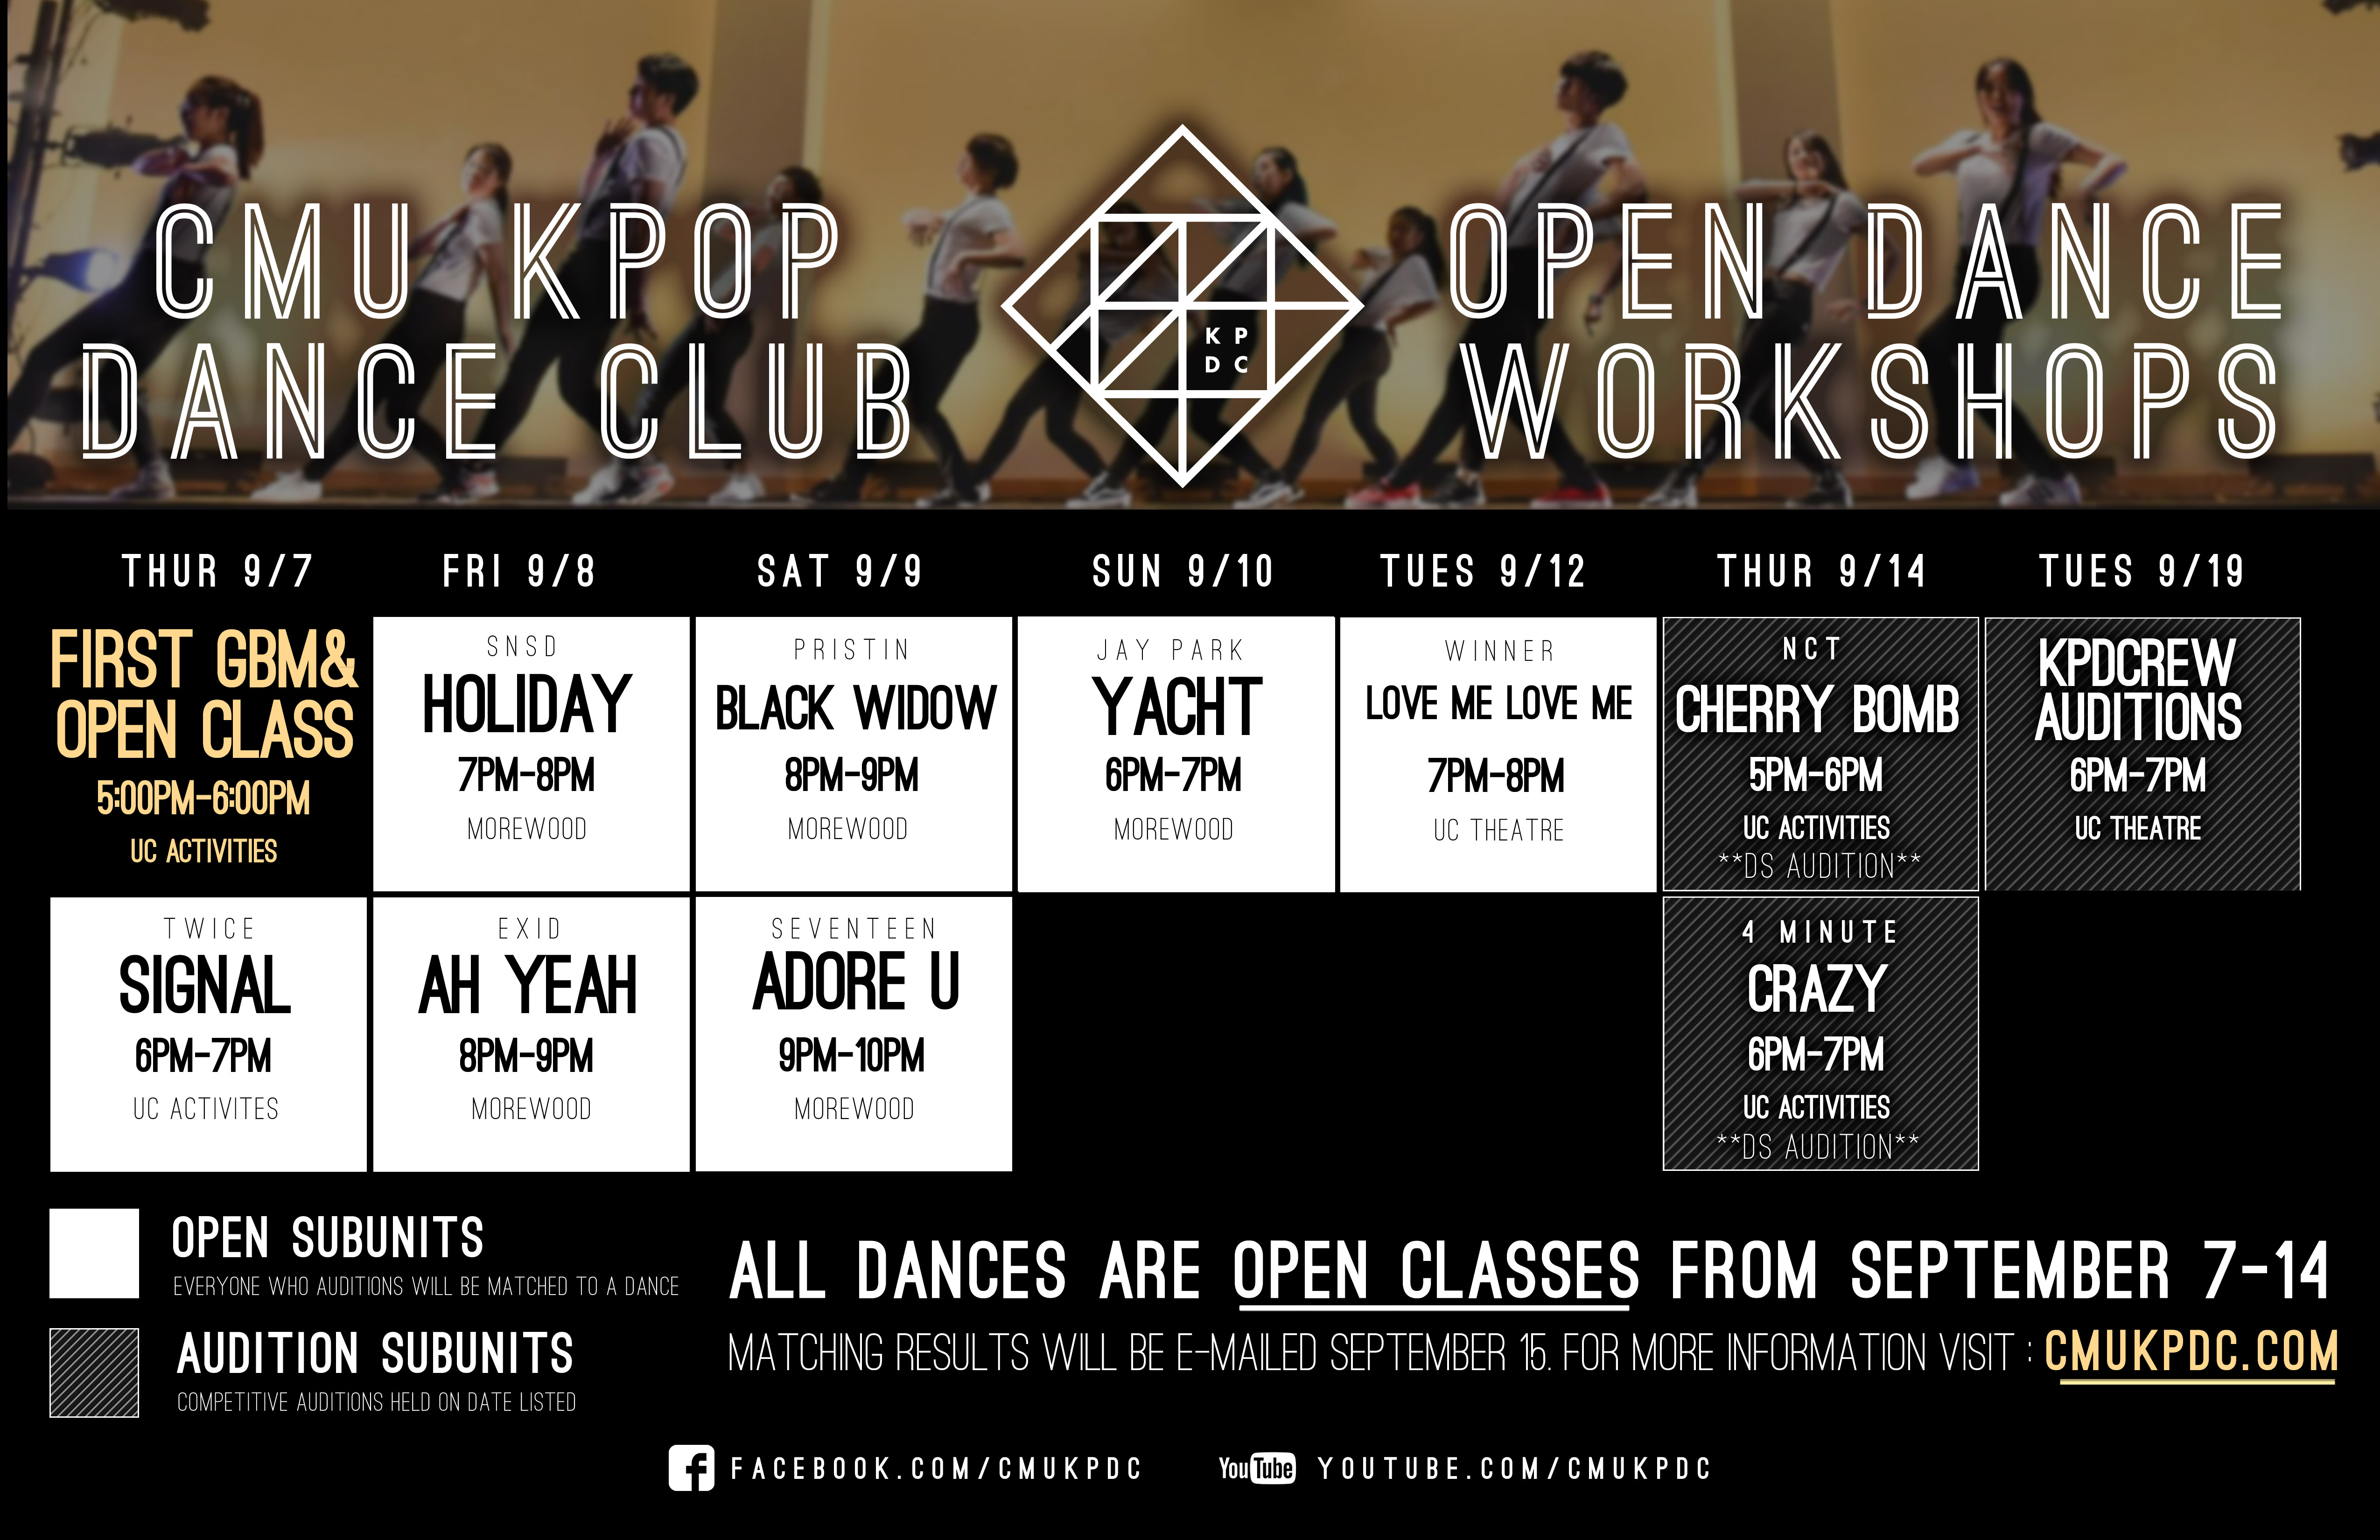 CMU KPOP
DANCE CLUB
K P
D C
OPEN DANCE
WORKSHOPS
THUR 9/7
FIRST GBM&
OPEN CLASS
5:00PM-6:00PM
UC ACTIVITIES
TWICE
SIGNAL
6PM-7PM
UC ACTIVITES
FRI 9/8
SNSD
HOLIDAY
7PM-8PM
MOREWOOD
EXID
AH YEAH
8PM-9PM
MOREWOOD
SAT 9/9
PRISTIN
BLACK WIDOW
8PM-9PM
MOREWOOD
SEVENTEEN
ADORE U
9PM-10PM
MOREWOOD
SUN 9/10
JAY PARK
YACHT
6PM-7PM
MOREWOOD
TUES 9/12
WINNER
LOVE ME LOVE ME
7PM-8PM
UC THEATRE
THUR 9/14
NCT
CHERRY BOMB
5PM-6PM
UC ACTIVITIES
**DS AUDITION**
4 MINUTE
CRAZY
6PM-7PM
UC ACTIVITIES
**DS AUDITION**
TUES 9/19
KPDCREW
AUDITIONS
6PM-7PM
UC THEATRE
OPEN SUBUNITS
EVERYONE WHO AUDITIONS WILL BE MATCHED TO A DANCE
AUDITION SUBUNITS
COMPETITIVE AUDITIONS HELD ON DATE LISTED
ALL DANCES ARE OPEN CLASSES FROM SEPTEMBER 7-14
MATCHING RESULTS WILL BE E-MAILED SEPTEMBER 15. FOR MORE INFORMATION VISIT : CMUKPDC.COM
f FACEBOOK.COM/CMUKPDC
YouTube YOUTUBE.COM/CMUKPDC